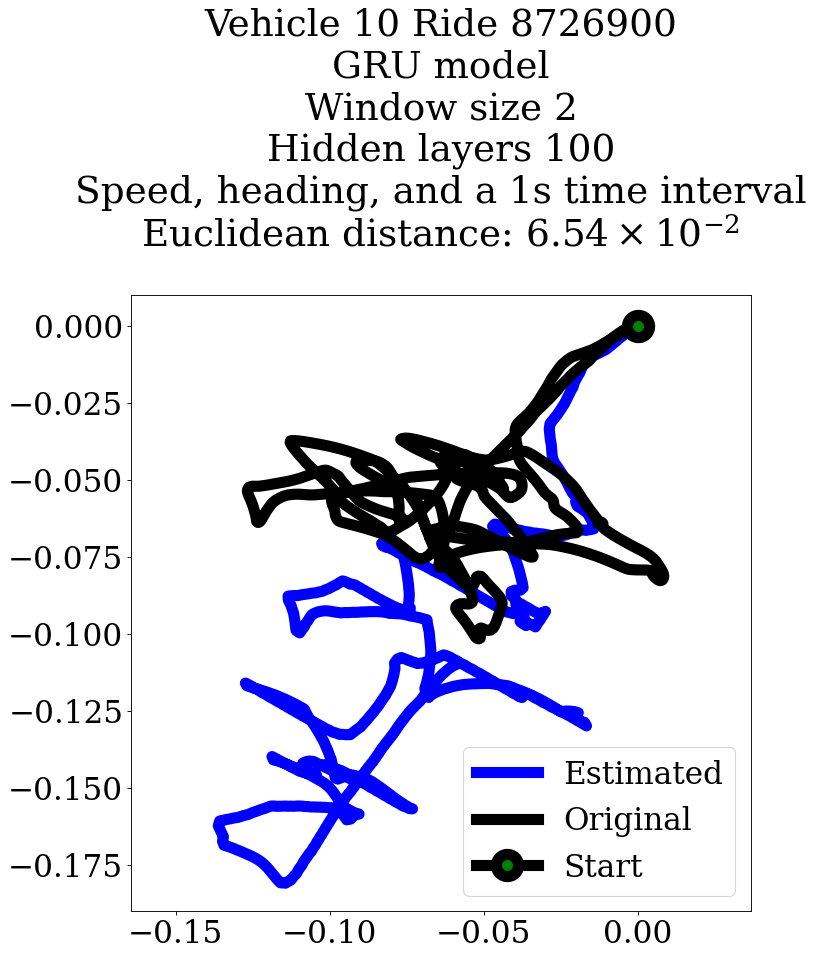 Vehicle 10 Ride 8726900
GRU model
Window size 2
Hidden layers 100
Speed, heading, and a 1s time interval
Euclidean distance: 6.54 × 10⁻²
0.000
−0.025
−0.050
−0.075
−0.100
−0.125
−0.150
−0.175
Estimated
Original
Start
−0.15
−0.10
−0.05
0.00